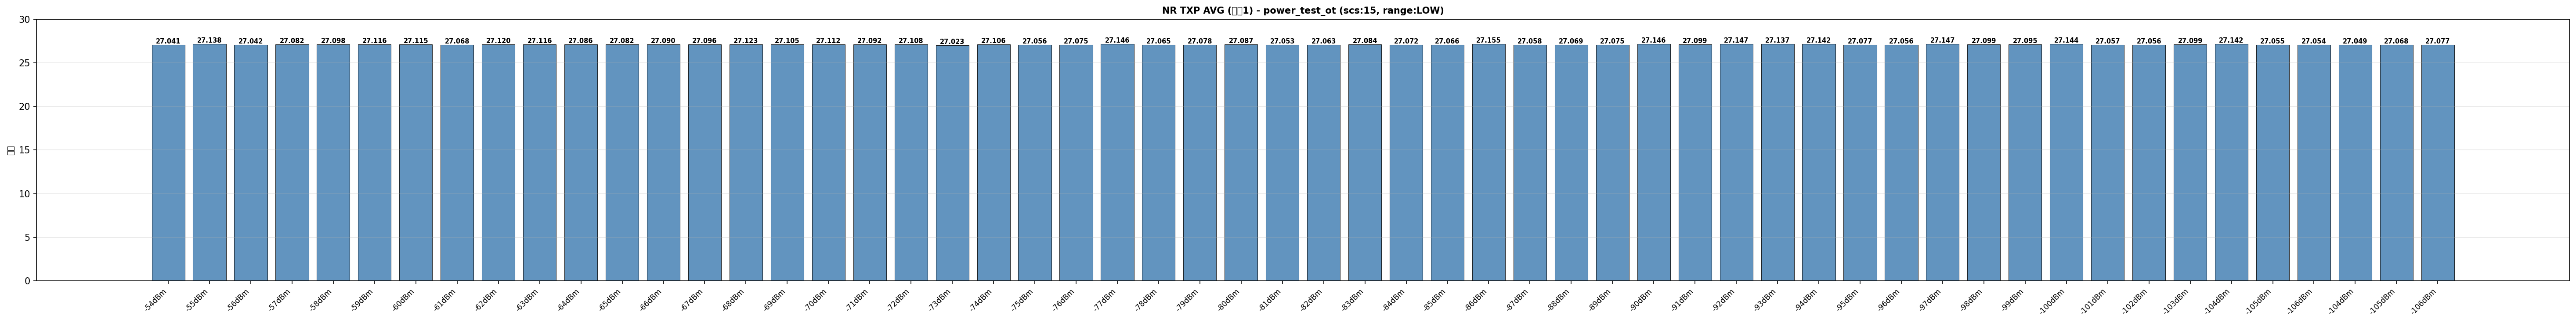 NR TXP AVG (1) - power_test_ot (scs:15, range:LOW)
30
25
20
15
10
5
0
27.041 27.138 27.042 27.082 27.098 27.116 27.115 27.068 27.120 27.116 27.086 27.082 27.090 27.096 27.123 27.105 27.112 27.092 27.108 27.023 27.106 27.056 27.075 27.146 27.065 27.078 27.087 27.053 27.063 27.084 27.072 27.066 27.155 27.058 27.069 27.075 27.146 27.099 27.147 27.137 27.142 27.077 27.056 27.147 27.099 27.095 27.144 27.057 27.056 27.099 27.142 27.055 27.054 27.049 27.068 27.077
-54dBm -55dBm -56dBm -57dBm -58dBm -59dBm -60dBm -61dBm -62dBm -63dBm -64dBm -65dBm -66dBm -67dBm -68dBm -69dBm -70dBm -71dBm -72dBm -73dBm -74dBm -75dBm -76dBm -77dBm -78dBm -79dBm -80dBm -81dBm -82dBm -83dBm -84dBm -85dBm -86dBm -87dBm -88dBm -89dBm -90dBm -91dBm -92dBm -93dBm -94dBm -95dBm -96dBm -97dBm -98dBm -99dBm -100dBm -101dBm -102dBm -103dBm -104dBm -105dBm -106dBm -104dBm -105dBm -106dBm